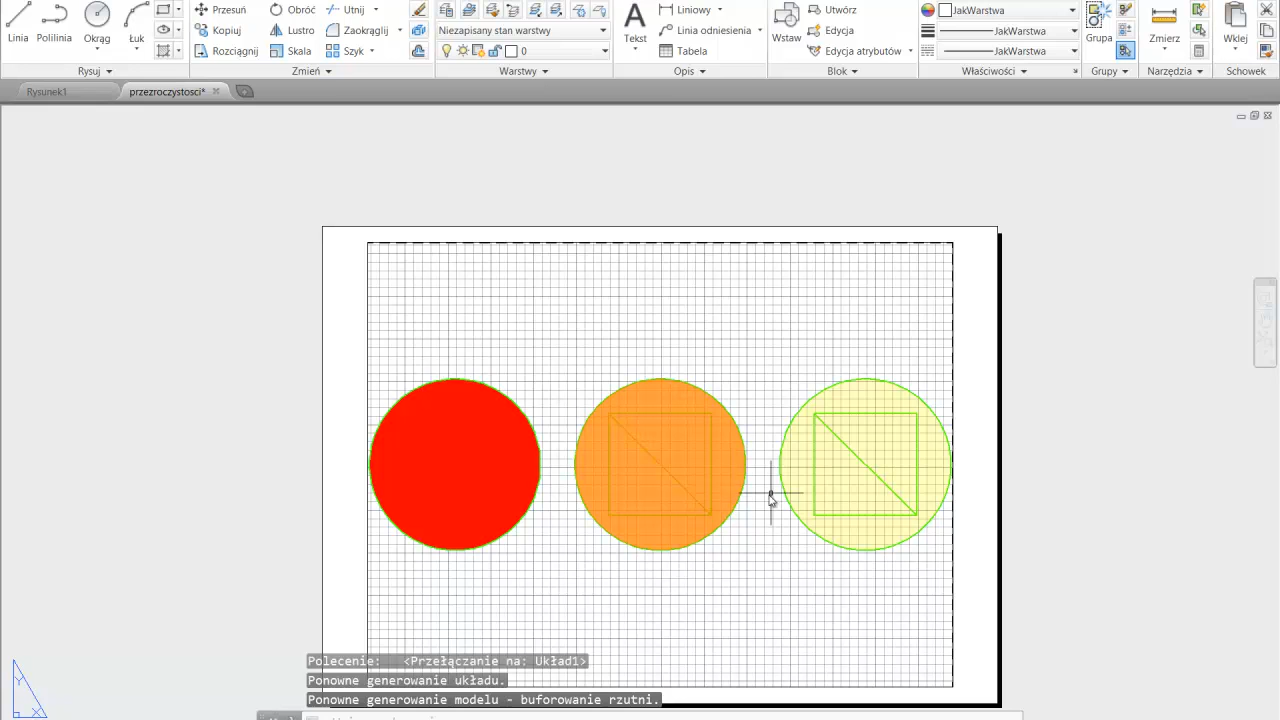 Przesuń Obróć Utnij Liniowy Utwórz JakWarstwa
Kopiuj Lustro Zaokrąglij Niezapisany stan warstwy Linia odniesienia Edycja JakWarstwa
Linia Polilinia Okrąg Łuk Tekst Wstaw Grupa Zmierz Wklej
Rozciągnij Skala Szyk 0 Tabela Edycja atrybutów JakWarstwa
Rysuj Zmień Warstwy Opis Blok Właściwości Grupy Narzędzia Schowek
Rysunek1 przezroczystosci*
Polecenie: <Przełączanie na: Układ1>
Ponowne generowanie układu.
Ponowne generowanie modelu - buforowanie rzutni.